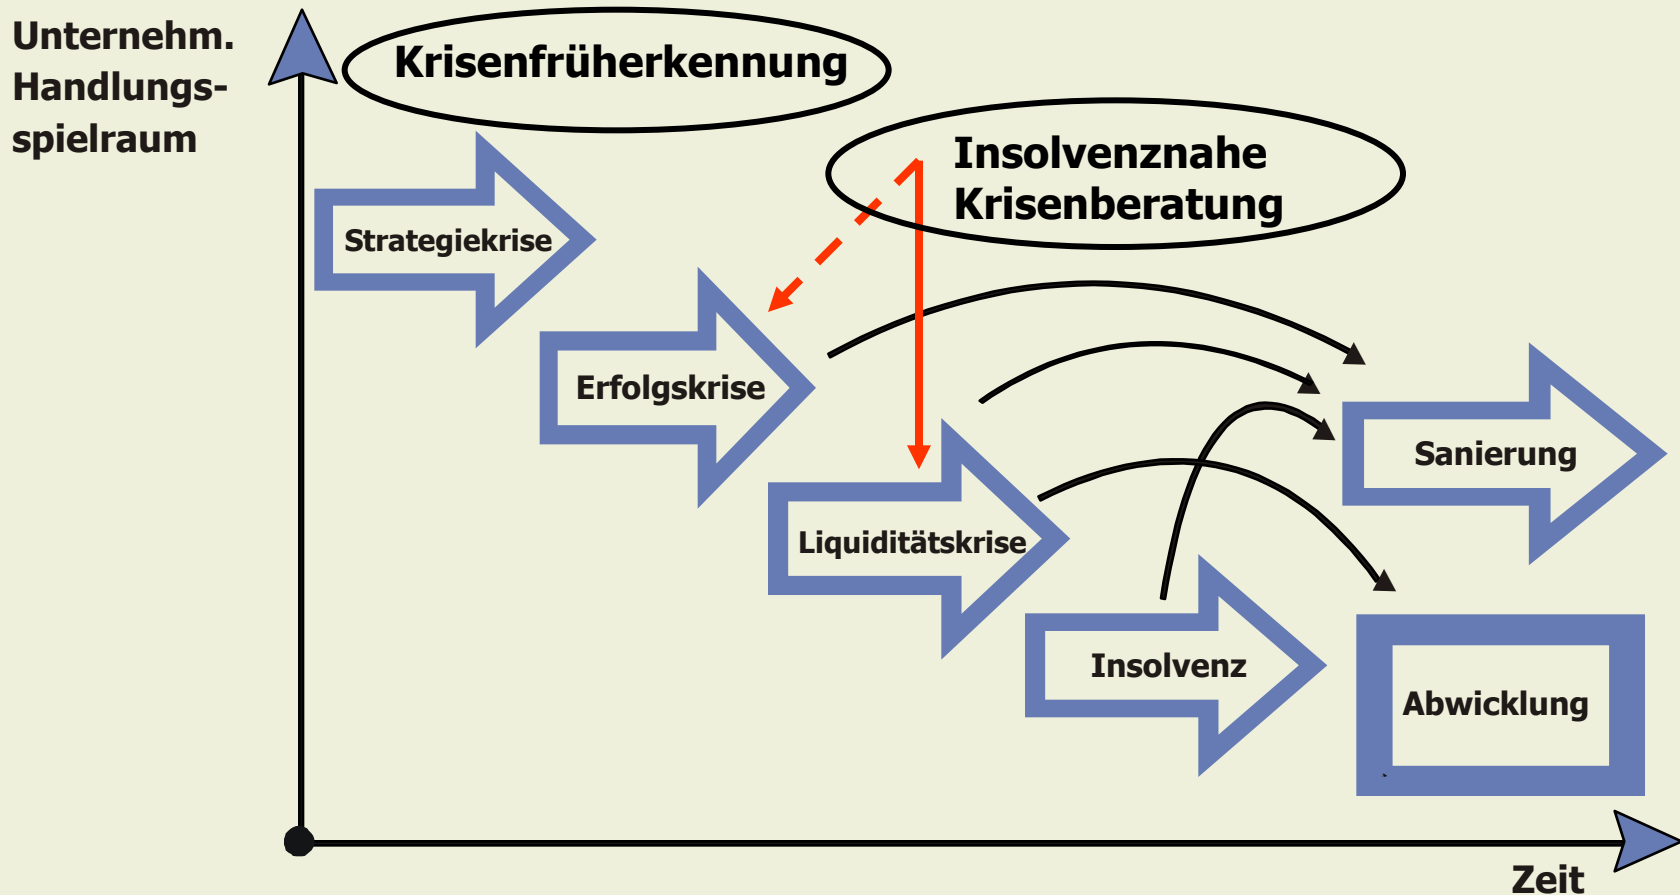 Unternehm.
Handlungs-
spielraum
Krisenfrüherkennung
Insolvenznahe
Krisenberatung
Strategiekrise
Erfolgskrise
Liquiditätskrise
Sanierung
Insolvenz
Abwicklung
Zeit